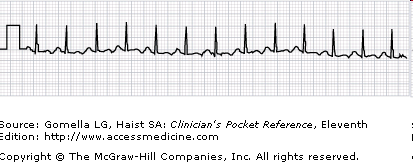 Source: Gomella LG, Haist SA: Clinician's Pocket Reference, Eleventh
Edition: http://www.accessmedicine.com
Copyright © The McGraw-Hill Companies, Inc. All rights reserved.